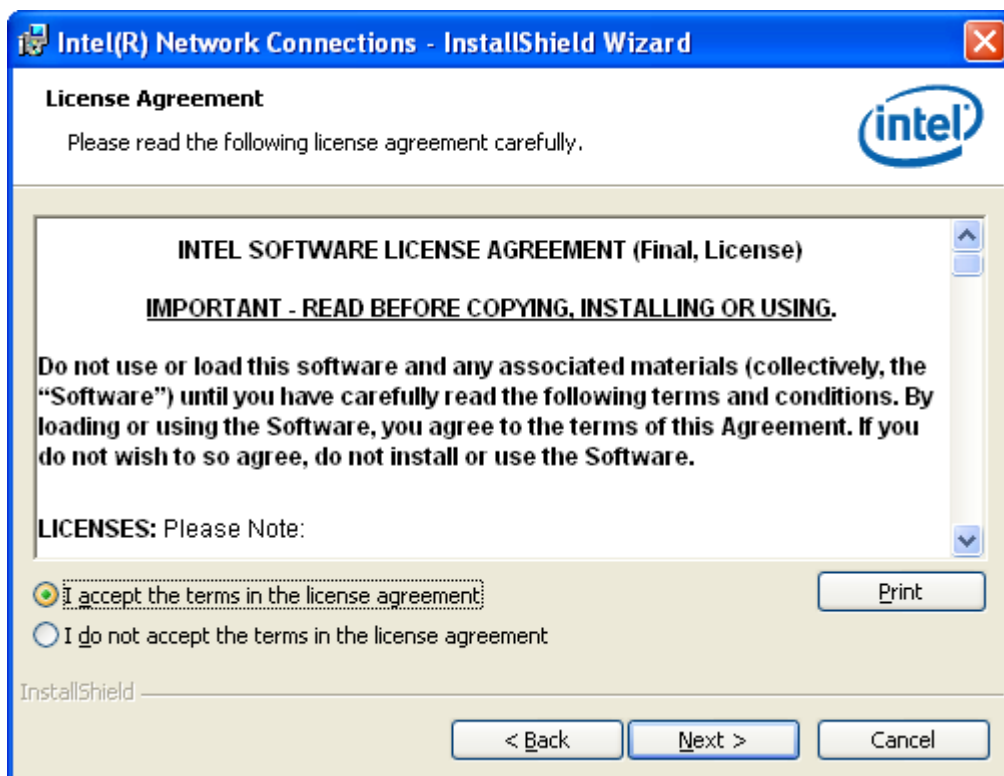 Intel(R) Network Connections - InstallShield Wizard
License Agreement
Please read the following license agreement carefully.
intel
INTEL SOFTWARE LICENSE AGREEMENT (Final, License)
IMPORTANT - READ BEFORE COPYING, INSTALLING OR USING.
Do not use or load this software and any associated materials (collectively, the
“Software”) until you have carefully read the following terms and conditions. By
loading or using the Software, you agree to the terms of this Agreement. If you
do not wish to so agree, do not install or use the Software.
LICENSES: Please Note:
I accept the terms in the license agreement
Print
I do not accept the terms in the license agreement
InstallShield
< Back
Next >
Cancel